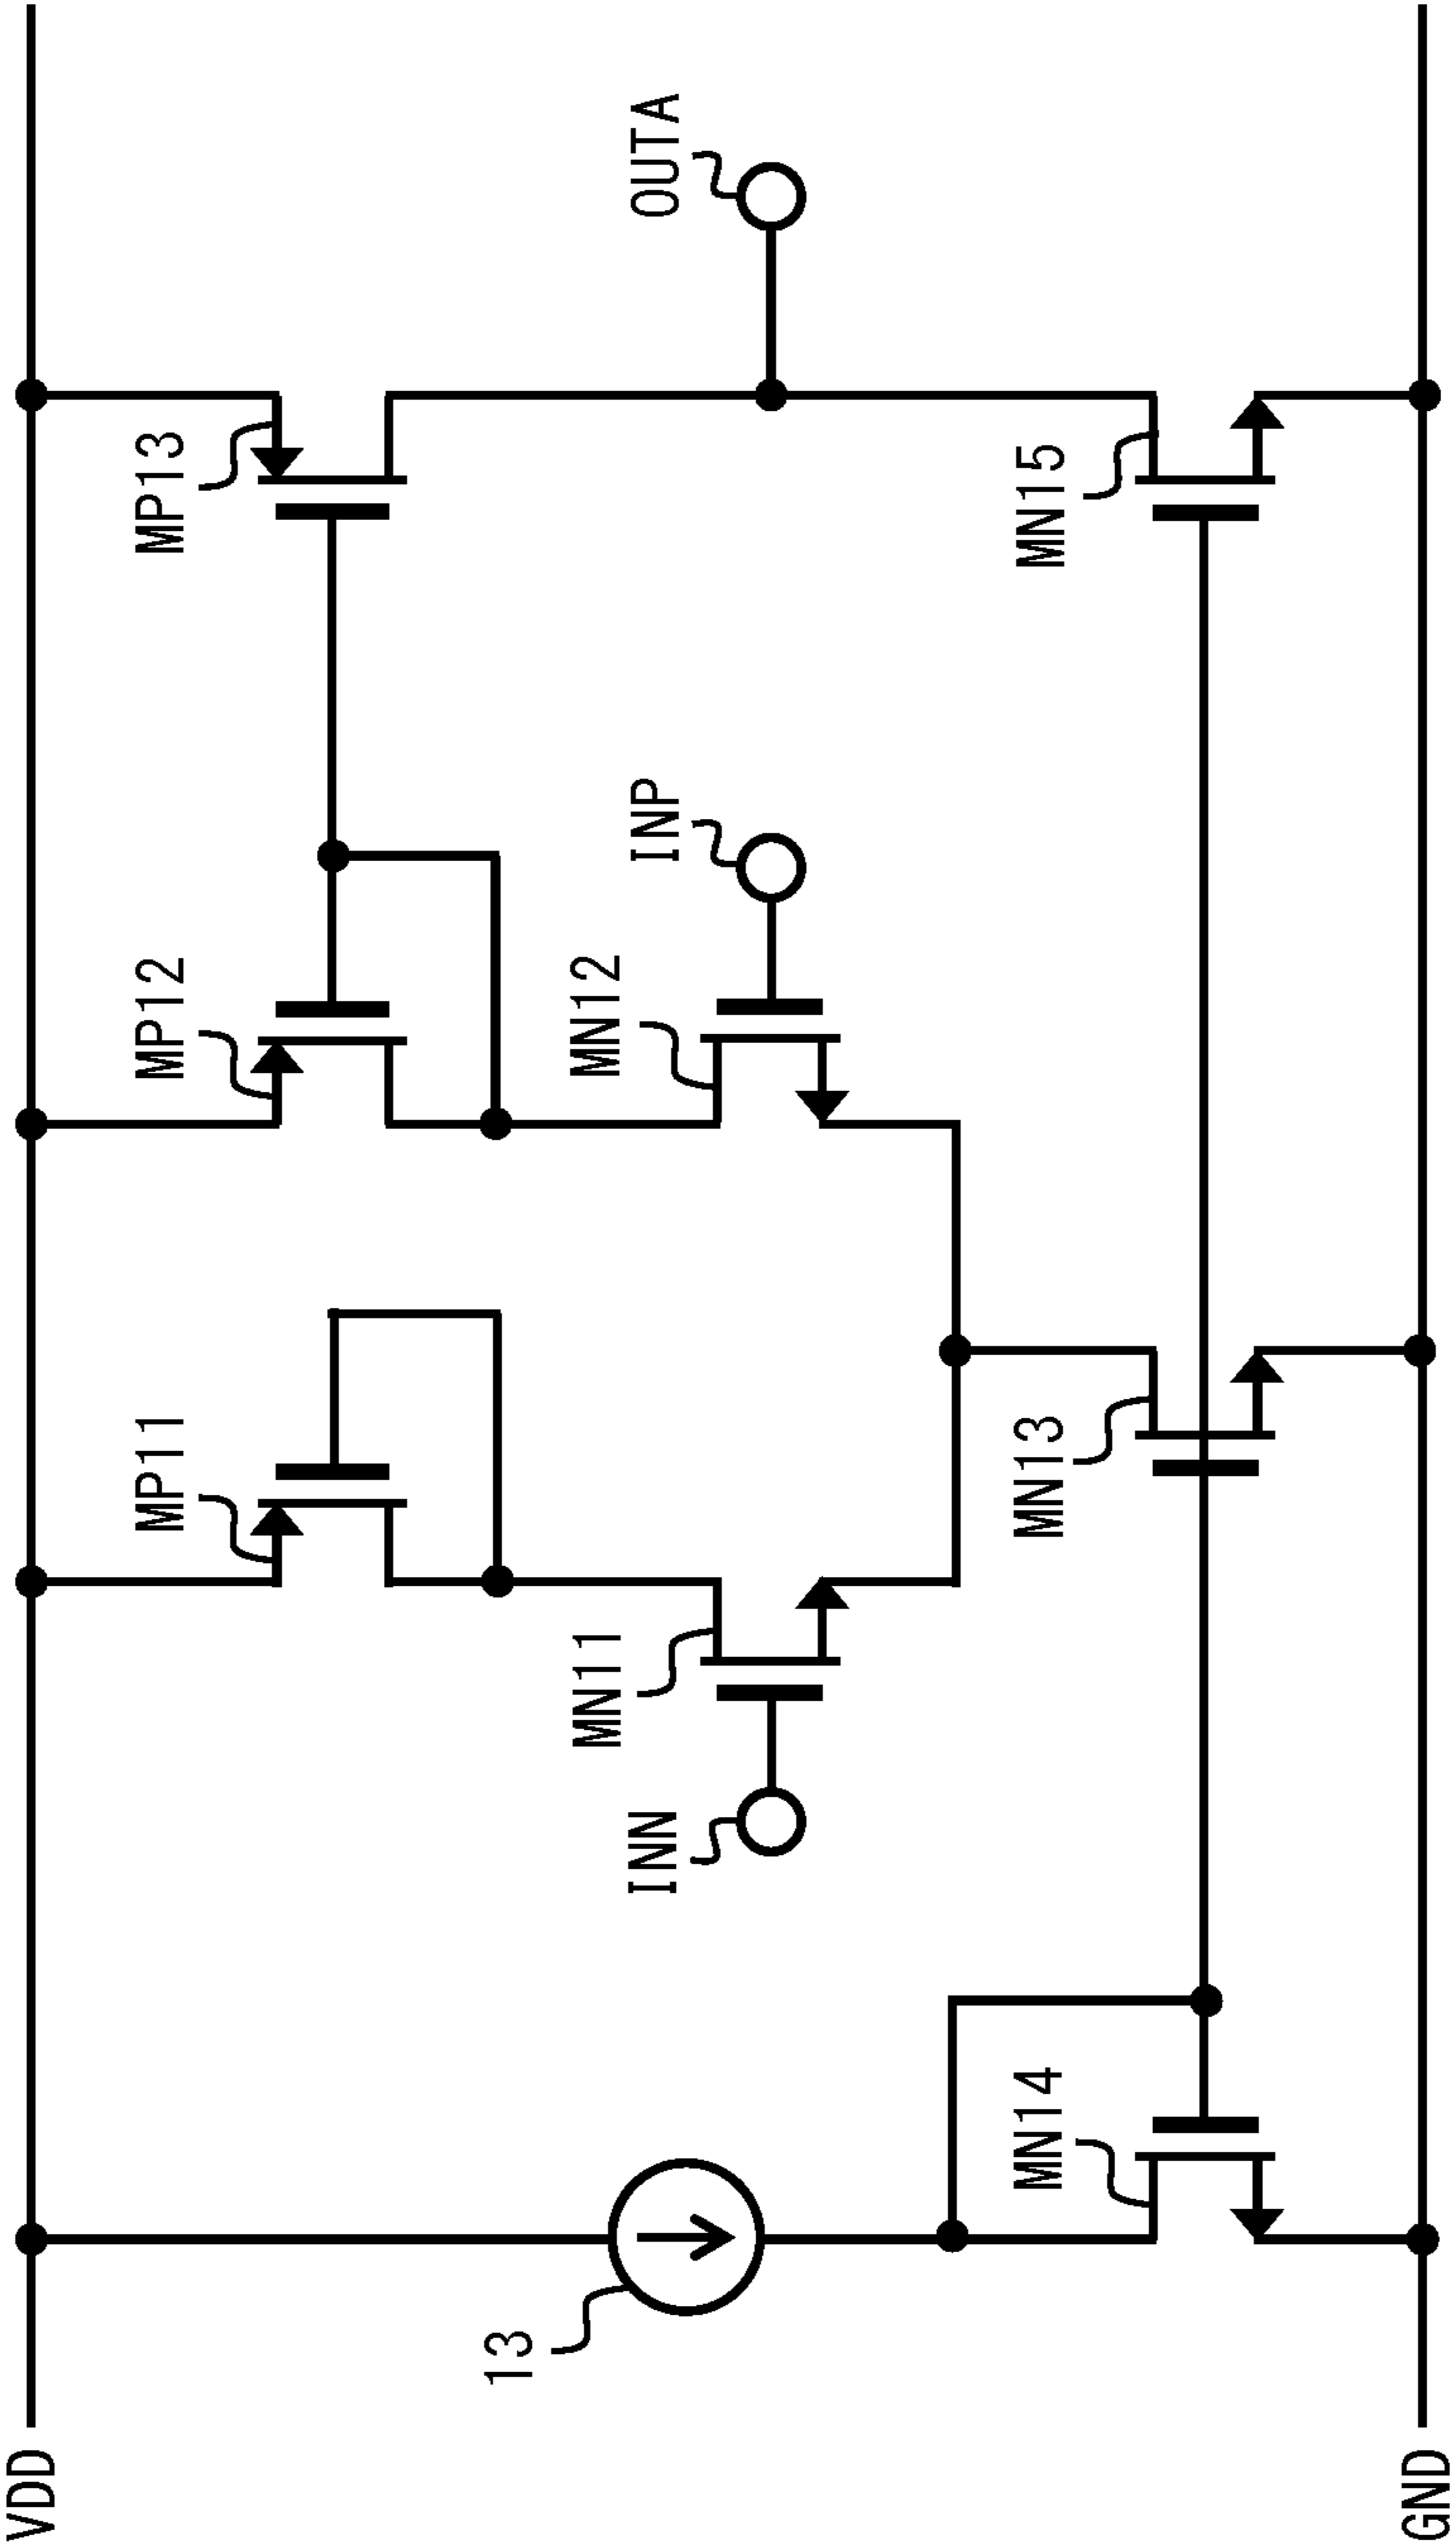 VDD
MP11
MP12
MP13
13
MN11
MN12
INN
INP
OUTA
MN14
MN13
MN15
GND